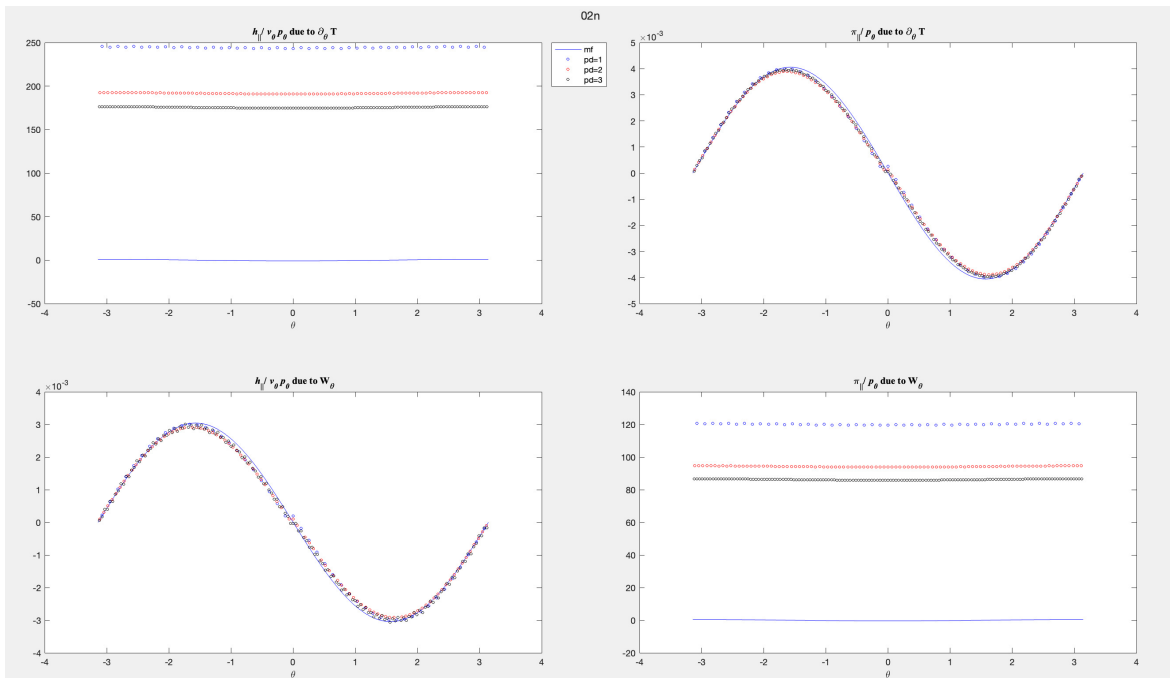 02n
h∥/ v₀ p₀ due to ∂θ T
250
200
150
100
50
0
-50
-4 -3 -2 -1 0 1 2 3 4
θ
mf
pd=1
pd=2
pd=3
π∥/ p₀ due to ∂θ T
×10⁻³
5
4
3
2
1
0
-1
-2
-3
-4
-5
-4 -3 -2 -1 0 1 2 3 4
θ
h∥/ v₀ p₀ due to Wθ
×10⁻³
4
3
2
1
0
-1
-2
-3
-4
-4 -3 -2 -1 0 1 2 3 4
θ
π∥/ p₀ due to Wθ
140
120
100
80
60
40
20
0
-20
-4 -3 -2 -1 0 1 2 3 4
θ